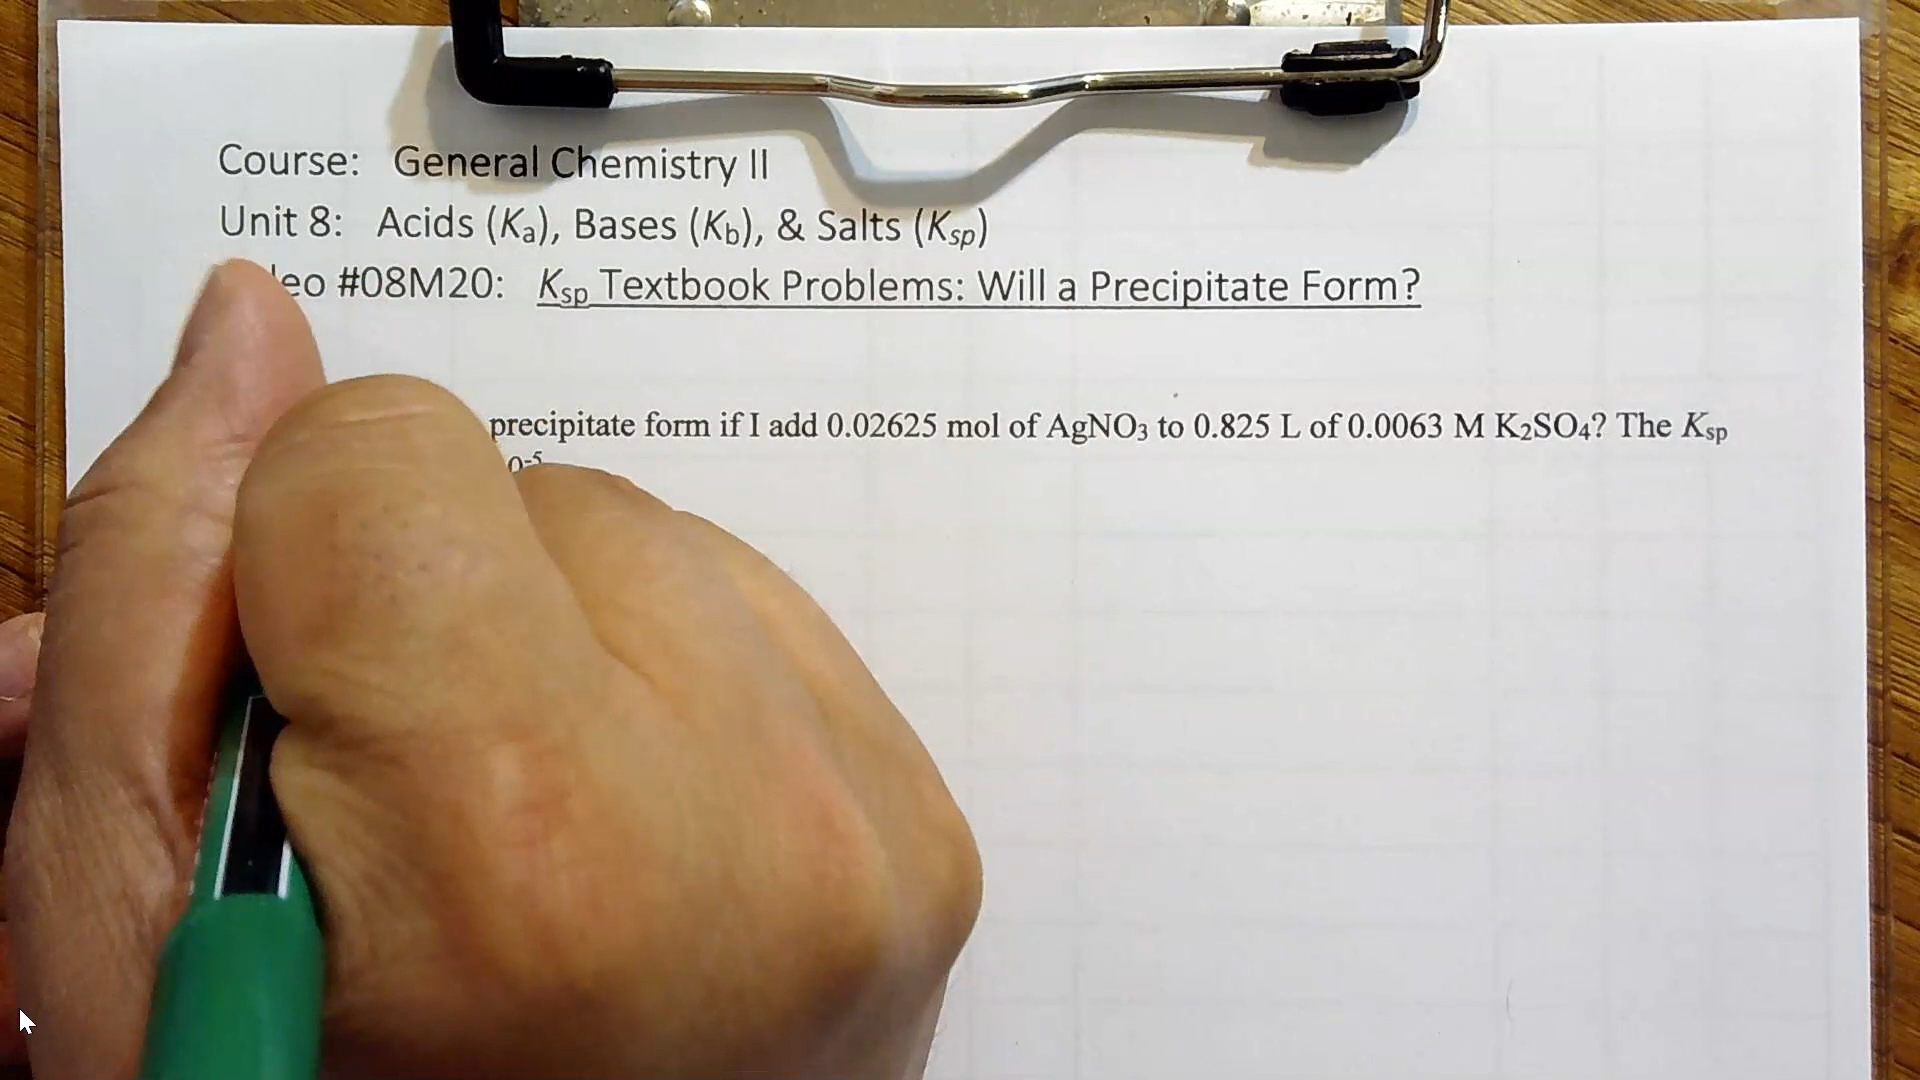 Course: General Chemistry II
Unit 8: Acids (Ka), Bases (Kb), & Salts (Ksp)
#08M20: Ksp Textbook Problems: Will a Precipitate Form?
precipitate form if I add 0.02625 mol of AgNO3 to 0.825 L of 0.0063 M K2SO4? The Ksp